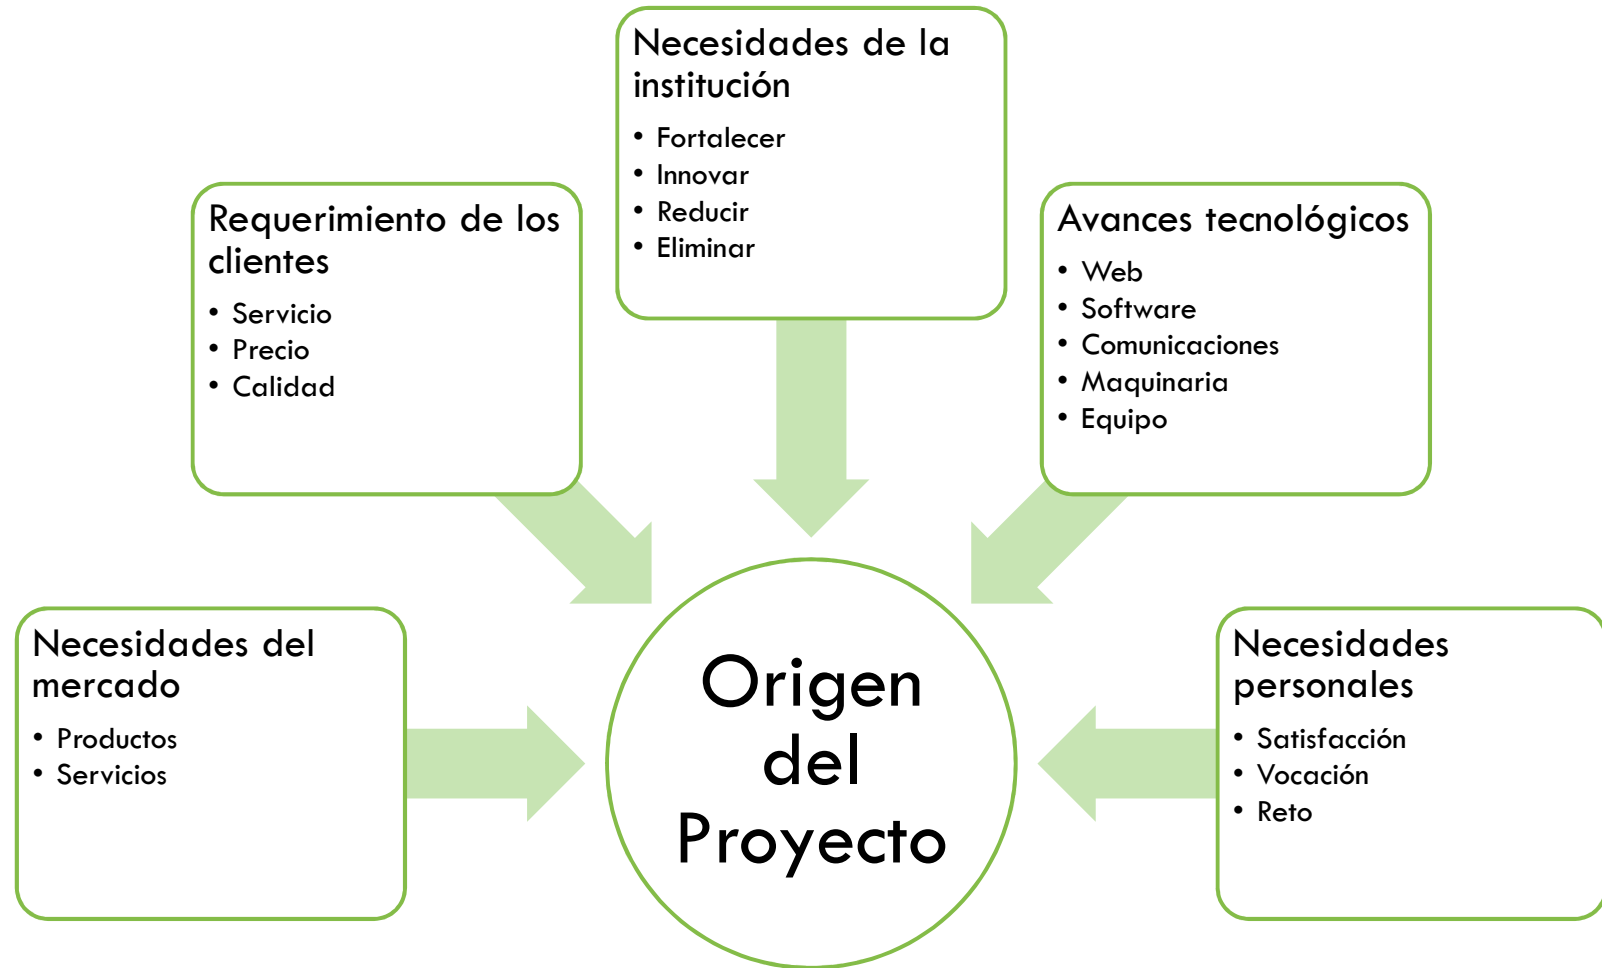 Necesidades de la
institución
• Fortalecer
• Innovar
• Reducir
• Eliminar
Requerimiento de los
clientes
• Servicio
• Precio
• Calidad
Avances tecnológicos
• Web
• Software
• Comunicaciones
• Maquinaria
• Equipo
Necesidades del
mercado
• Productos
• Servicios
Origen
del
Proyecto
Necesidades
personales
• Satisfacción
• Vocación
• Reto